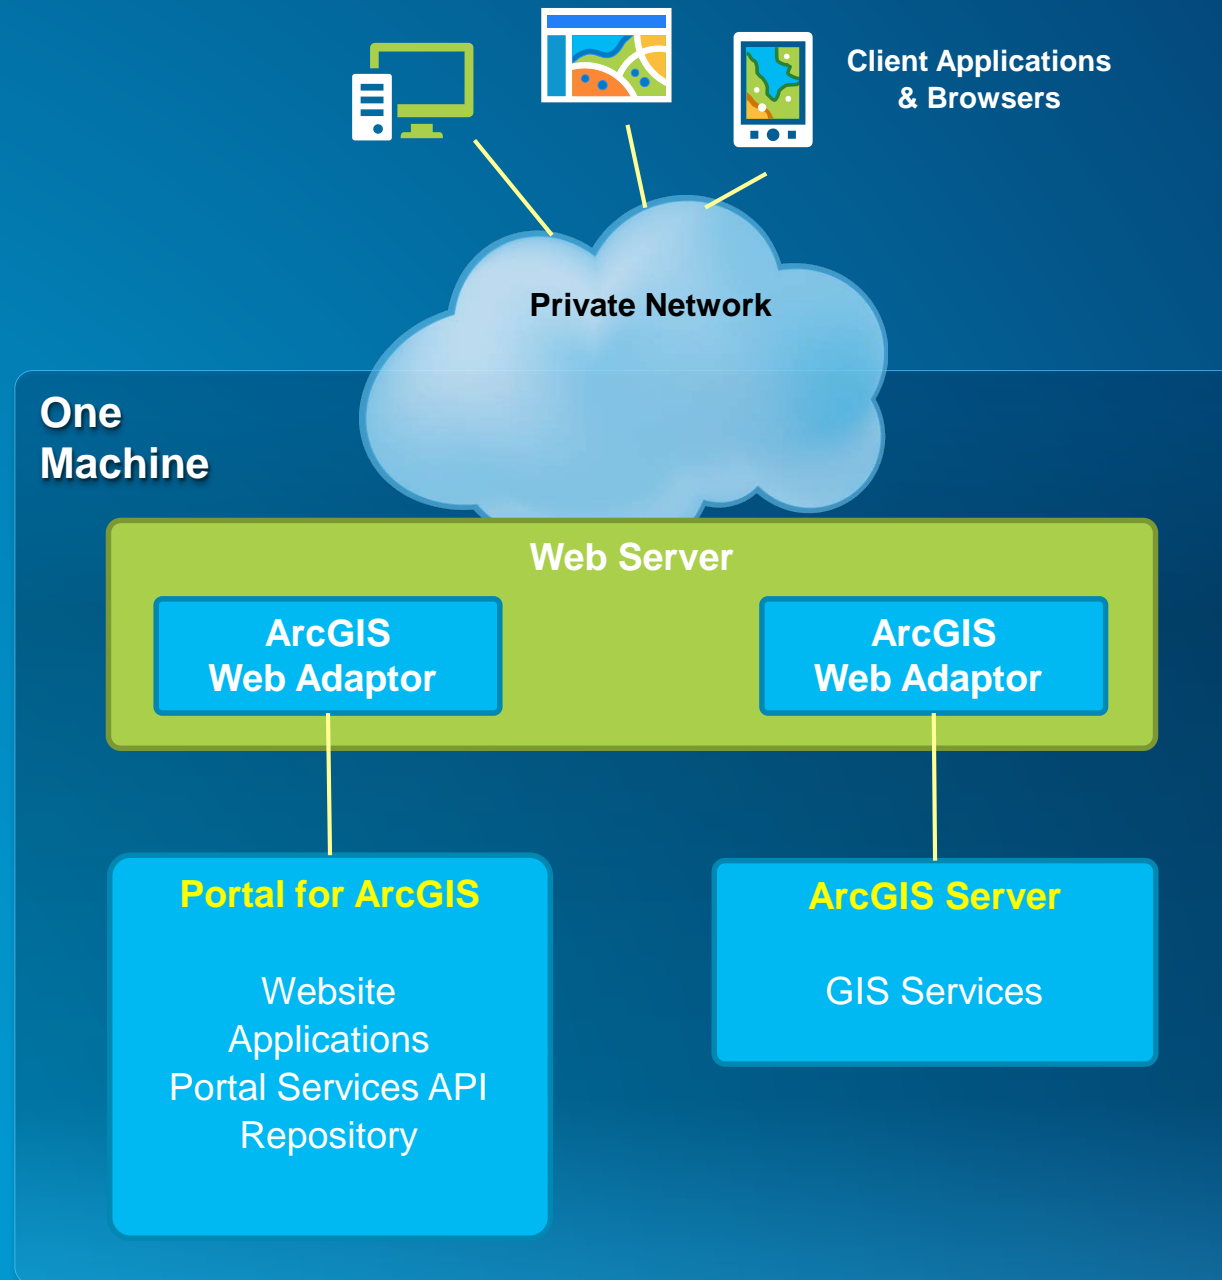 Client Applications
& Browsers
Private Network
One
Machine
Web Server
ArcGIS
Web Adaptor
ArcGIS
Web Adaptor
Portal for ArcGIS
Website
Applications
Portal Services API
Repository
ArcGIS Server
GIS Services